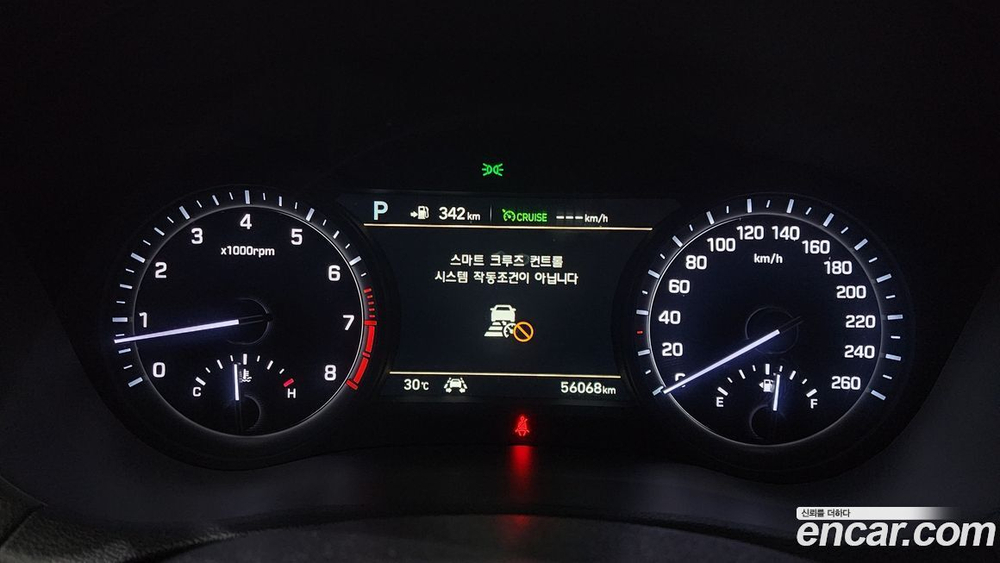 P 342 km CRUISE --- km/h
스마트 크루즈 컨트롤
시스템 작동조건이 아닙니다
30℃ 56068 km
x1000rpm
0 1 2 3 4 5 6 7 8
C H
km/h
0 20 40 60 80 100 120 140 160 180 200 220 240 260
E F
신뢰를 더하다
encar.com